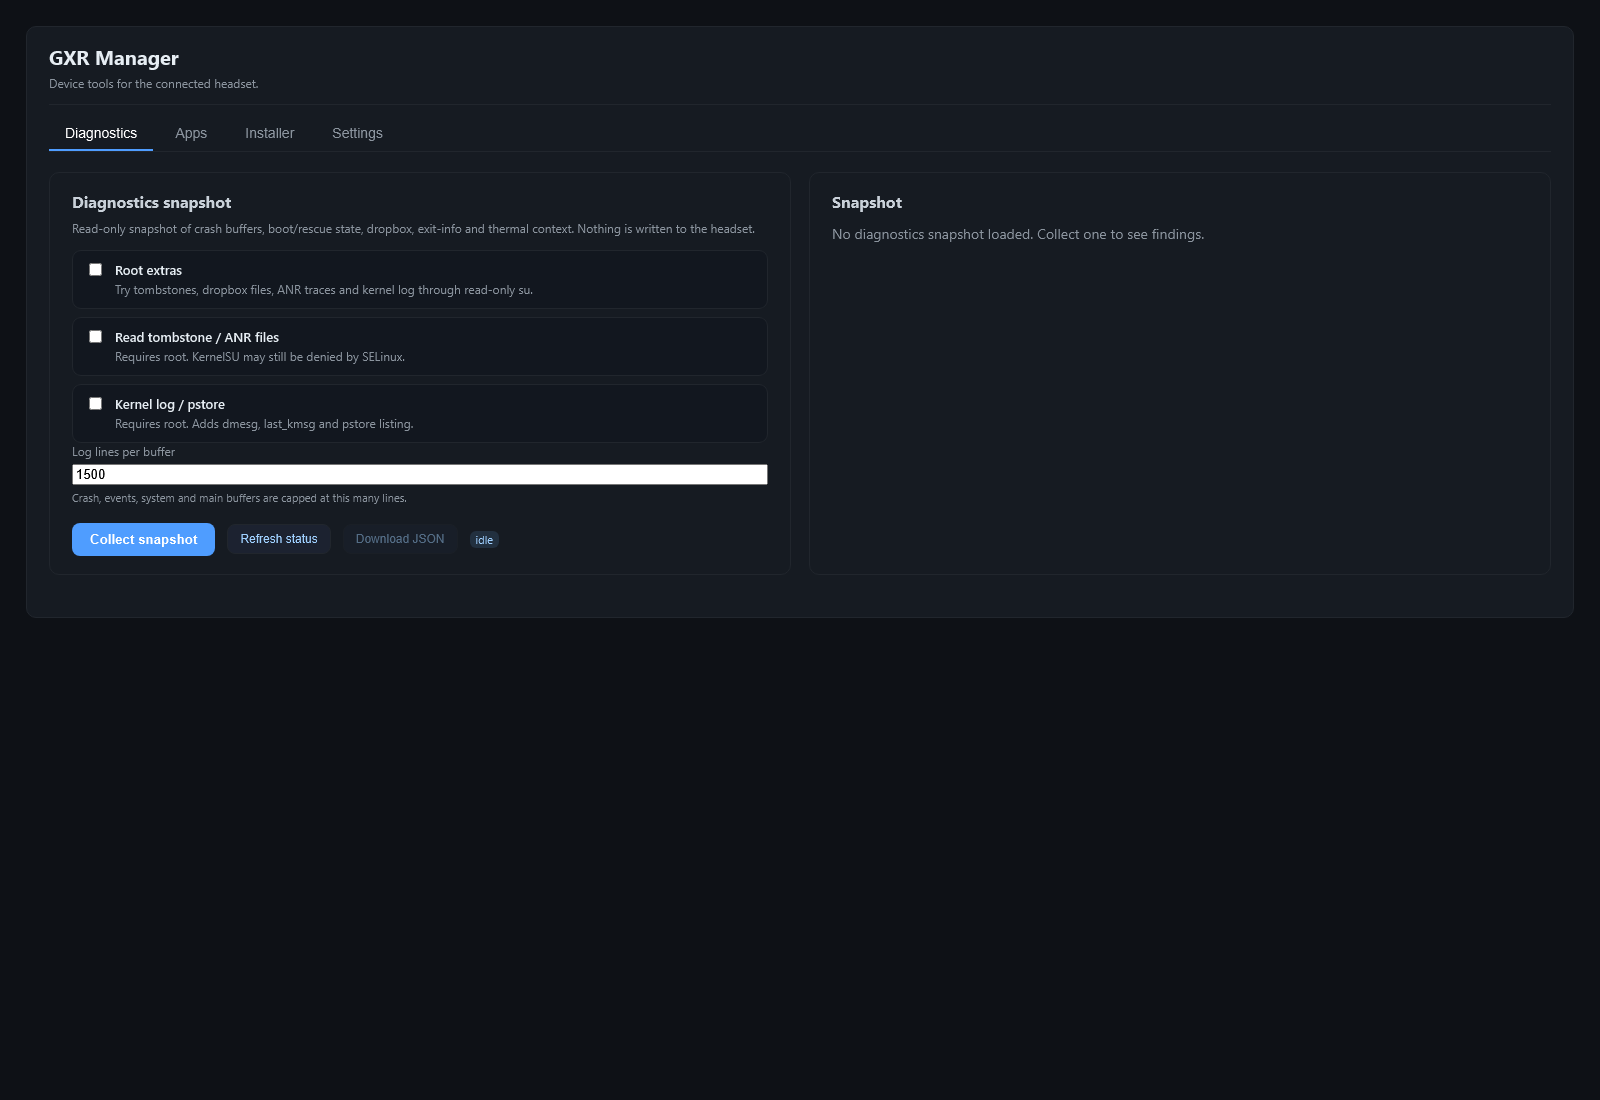 GXR Manager
Device tools for the connected headset.
Diagnostics Apps Installer Settings
Diagnostics snapshot
Read-only snapshot of crash buffers, boot/rescue state, dropbox, exit-info and thermal context. Nothing is written to the headset.
Root extras
Try tombstones, dropbox files, ANR traces and kernel log through read-only su.
Read tombstone / ANR files
Requires root. KernelSU may still be denied by SELinux.
Kernel log / pstore
Requires root. Adds dmesg, last_kmsg and pstore listing.
Log lines per buffer
1500
Crash, events, system and main buffers are capped at this many lines.
Collect snapshot Refresh status Download JSON idle
Snapshot
No diagnostics snapshot loaded. Collect one to see findings.